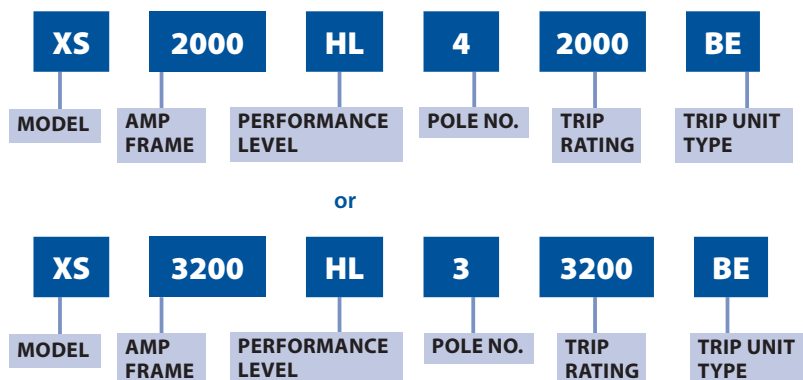 XS 2000 HL 4 2000 BE
MODEL AMP FRAME PERFORMANCE LEVEL POLE NO. TRIP RATING TRIP UNIT TYPE
or
XS 3200 HL 3 3200 BE
MODEL AMP FRAME PERFORMANCE LEVEL POLE NO. TRIP RATING TRIP UNIT TYPE